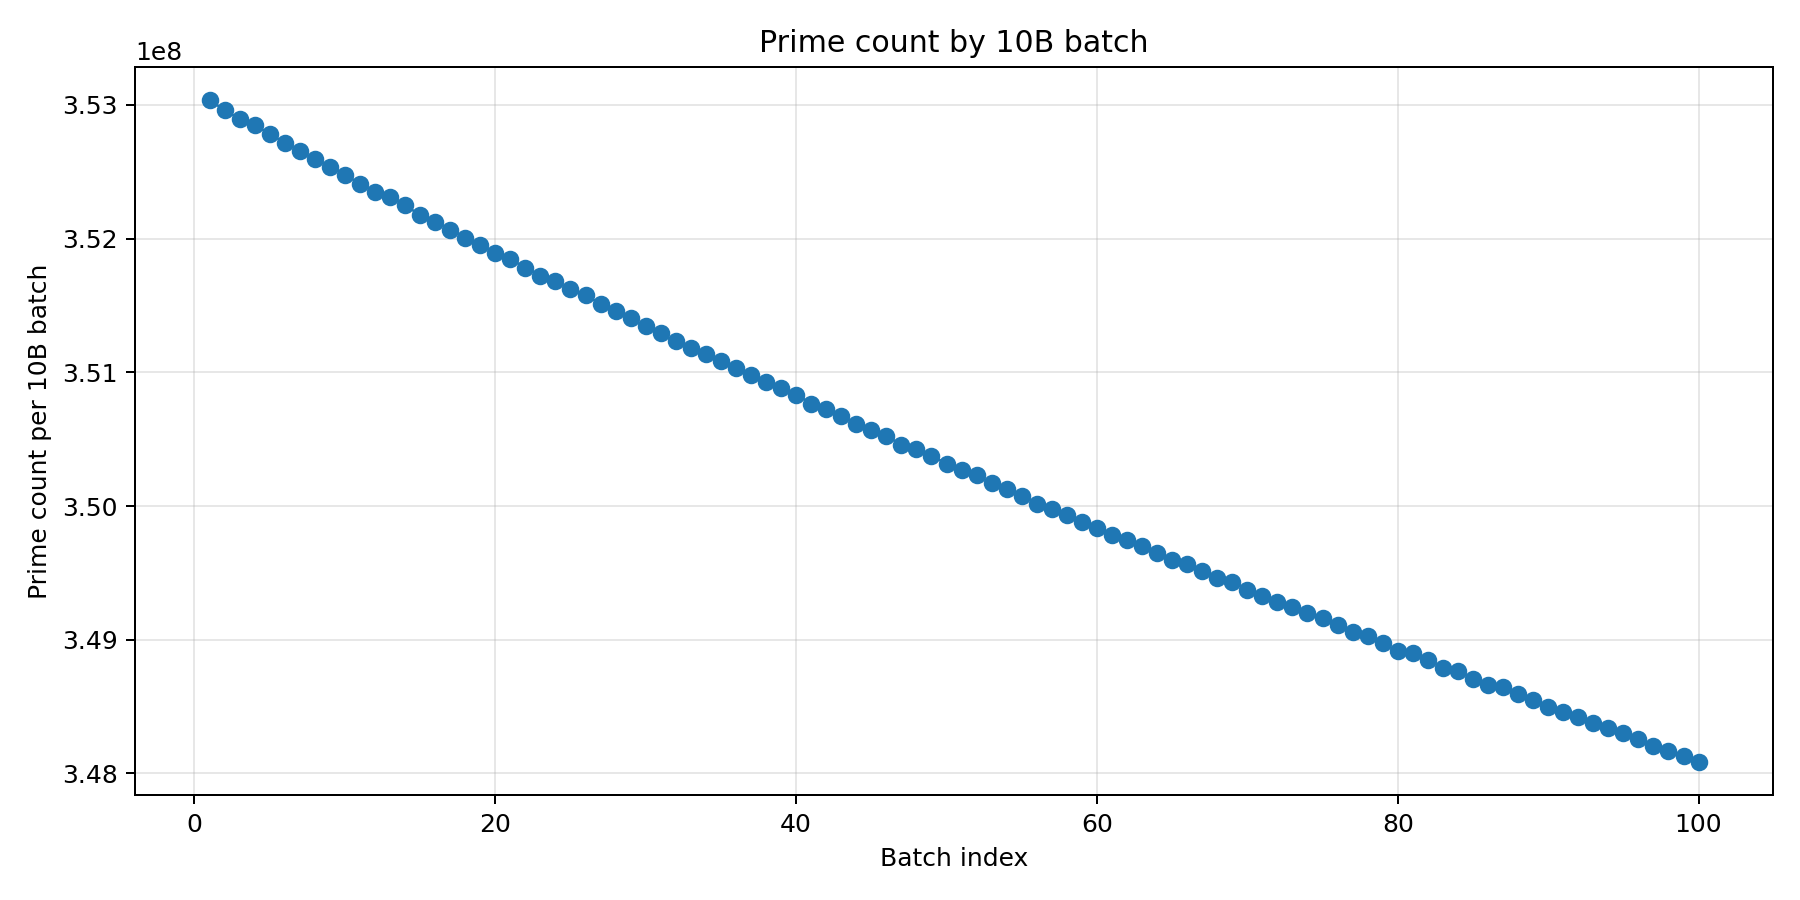 Prime count by 10B batch
1e8
3.53
3.52
3.51
3.50
3.49
3.48
Prime count per 10B batch
0 20 40 60 80 100
Batch index